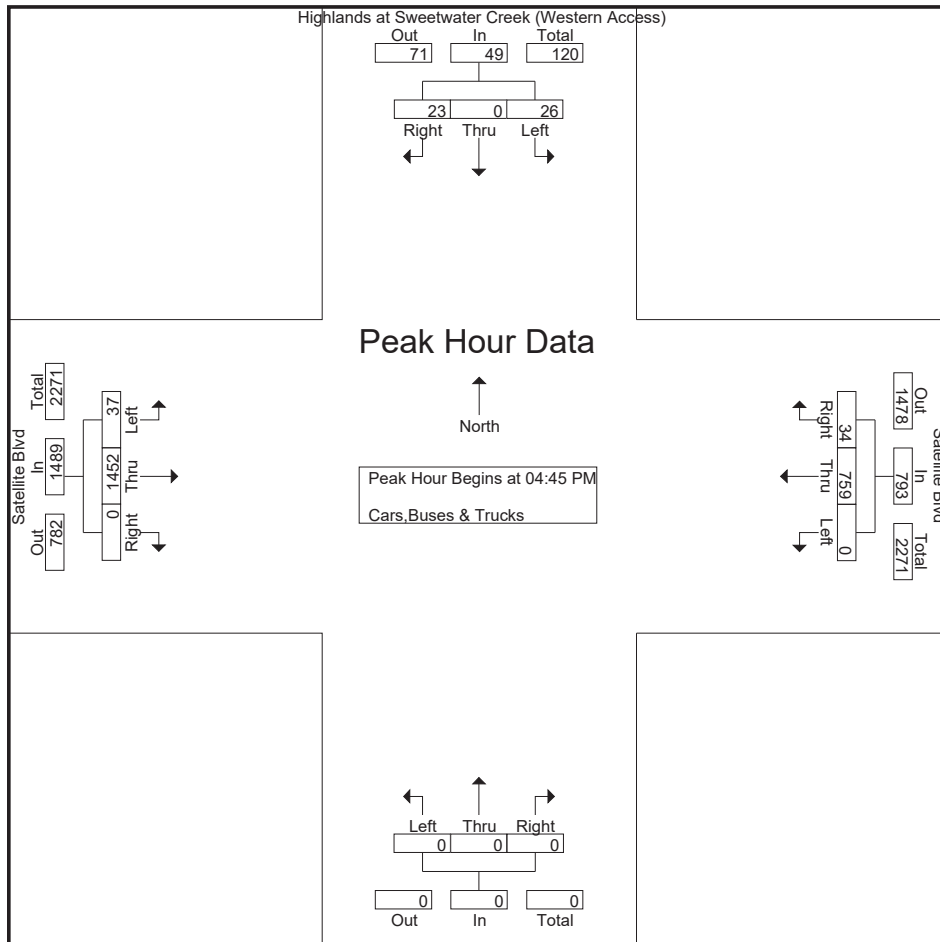 Highlands at Sweetwater Creek (Western Access)
Out In Total
71 49 120
23 0 26
Right Thru Left
Peak Hour Data
North
Peak Hour Begins at 04:45 PM
Cars,Buses & Trucks
Satellite Blvd
Out In Total
782 1489 2271
Right Thru Left
0 1452 37
Satellite Blvd
Out In Total
1478 793 2271
Right Thru Left
34 759 0
Left Thru Right
0 0 0
0 0 0
Out In Total